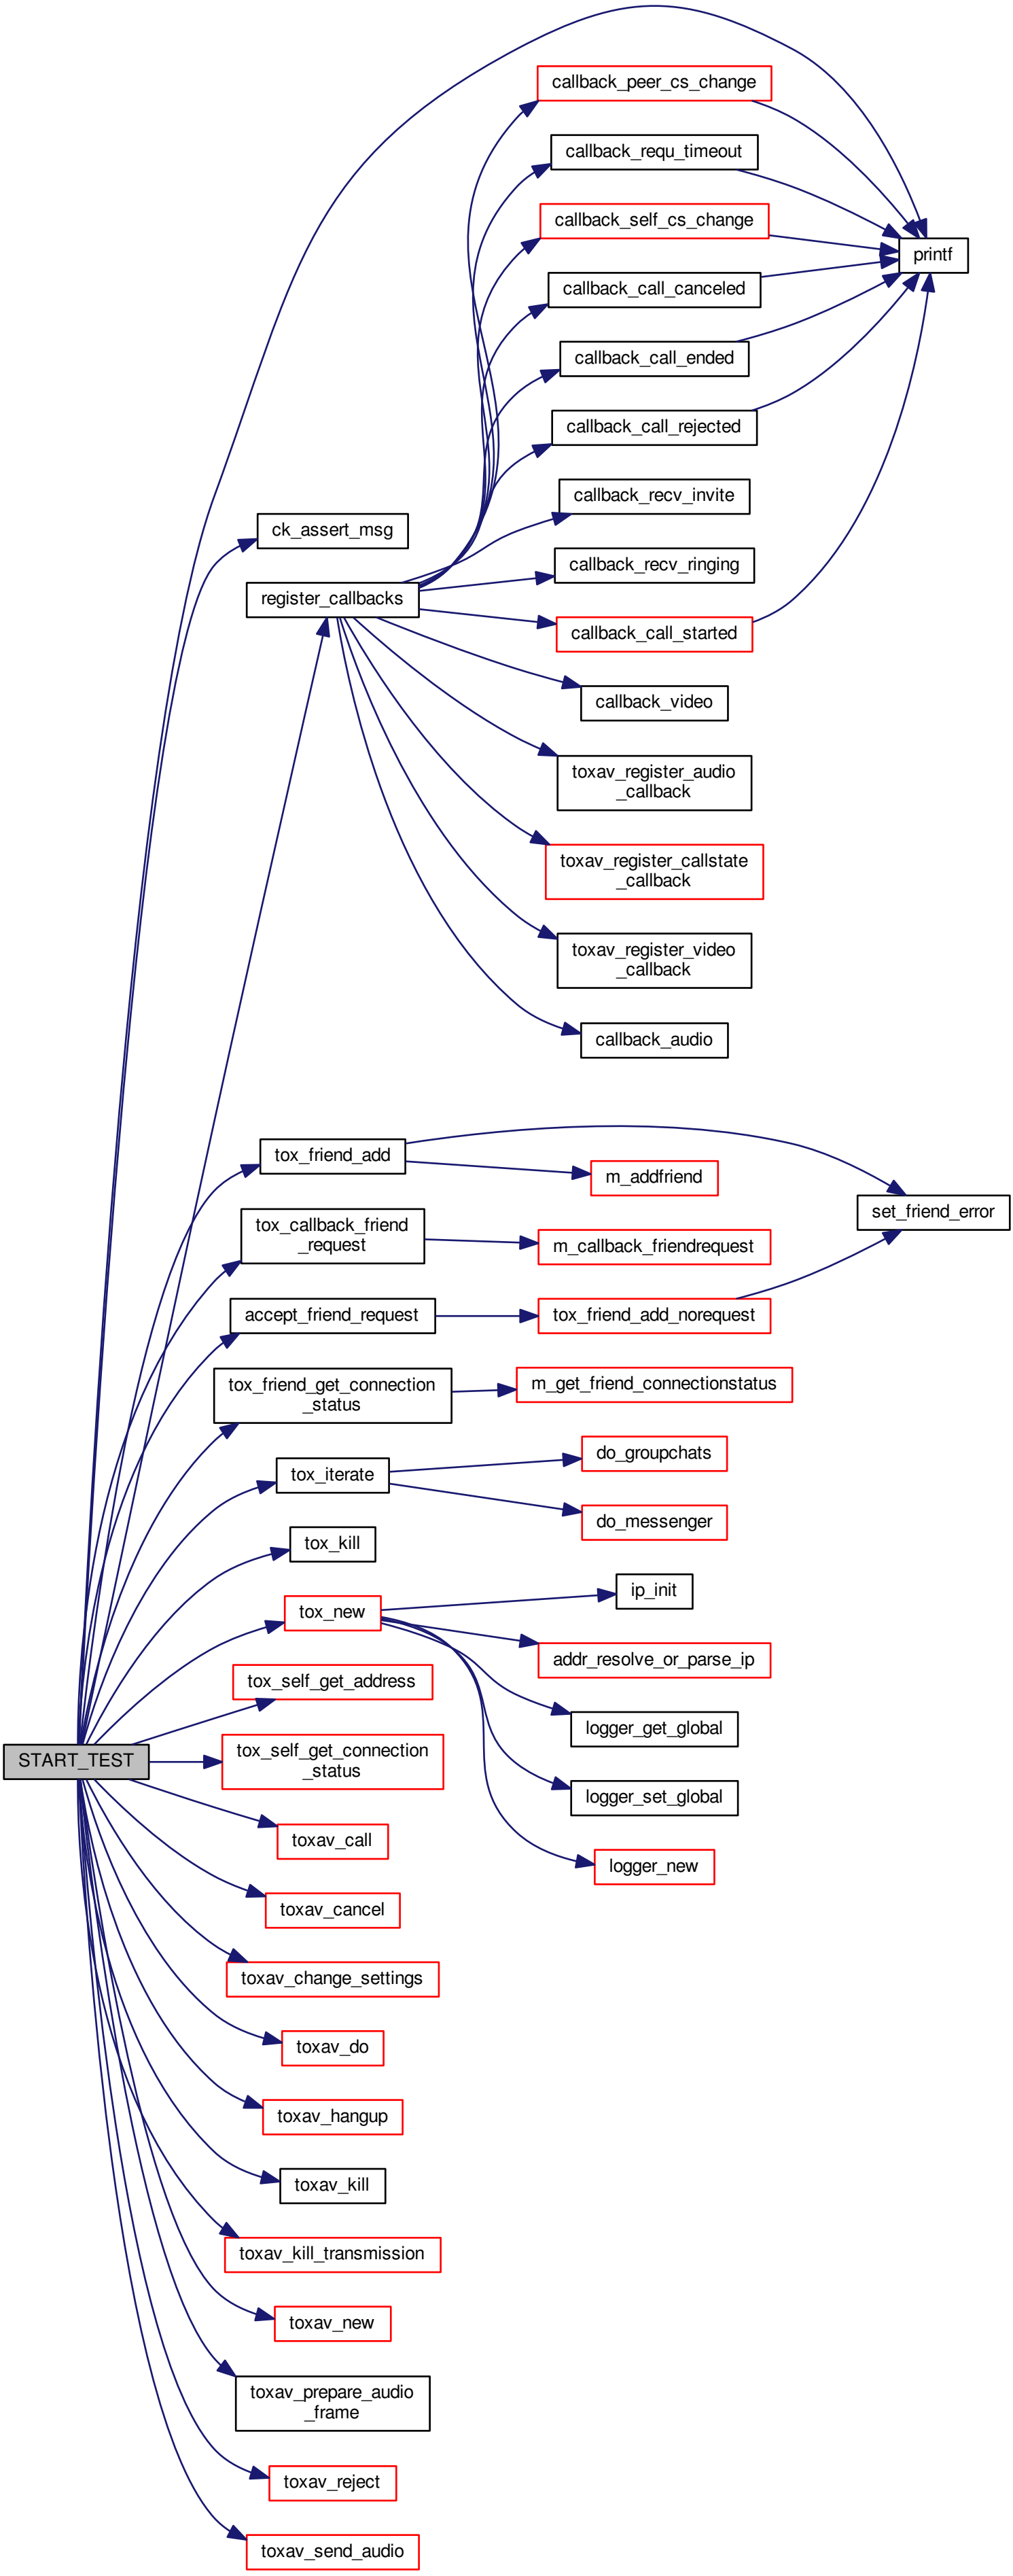 callback_peer_cs_change
callback_requ_timeout
callback_self_cs_change
printf
callback_call_canceled
callback_call_ended
callback_call_rejected
callback_recv_invite
ck_assert_msg
callback_recv_ringing
register_callbacks
callback_call_started
callback_video
toxav_register_audio
_callback
toxav_register_callstate
_callback
toxav_register_video
_callback
callback_audio
tox_friend_add
m_addfriend
set_friend_error
tox_callback_friend
_request
m_callback_friendrequest
accept_friend_request
tox_friend_add_norequest
tox_friend_get_connection
_status
m_get_friend_connectionstatus
do_groupchats
tox_iterate
do_messenger
tox_kill
ip_init
tox_new
addr_resolve_or_parse_ip
tox_self_get_address
logger_get_global
tox_self_get_connection
_status
START_TEST
logger_set_global
toxav_call
logger_new
toxav_cancel
toxav_change_settings
toxav_do
toxav_hangup
toxav_kill
toxav_kill_transmission
toxav_new
toxav_prepare_audio
_frame
toxav_reject
toxav_send_audio